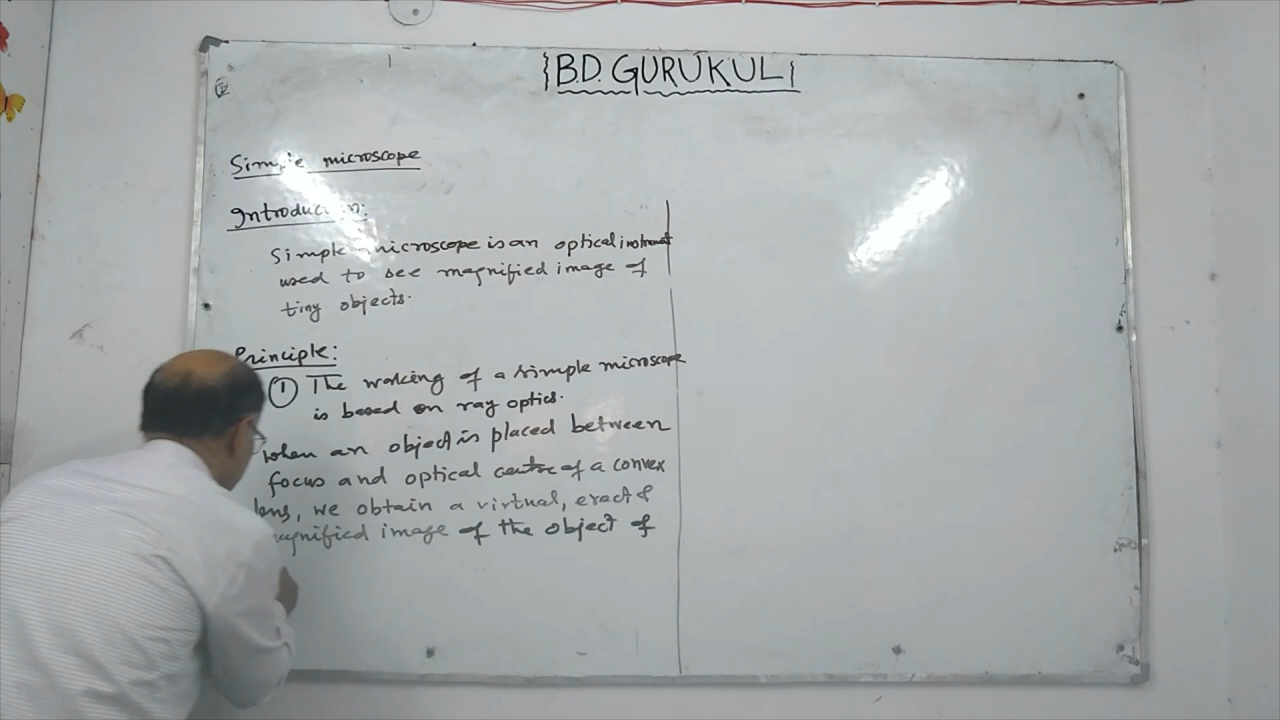 B.D. GURUKUL
Simple microscope
Introduction:
Simple microscope is an optical instrument
used to see magnified image of
tiny objects.
Principle:
① The working of a simple microscope
is based on ray optics.
When an object is placed between
focus and optical centre of a convex
lens, we obtain a virtual, erect &
magnified image of the object of